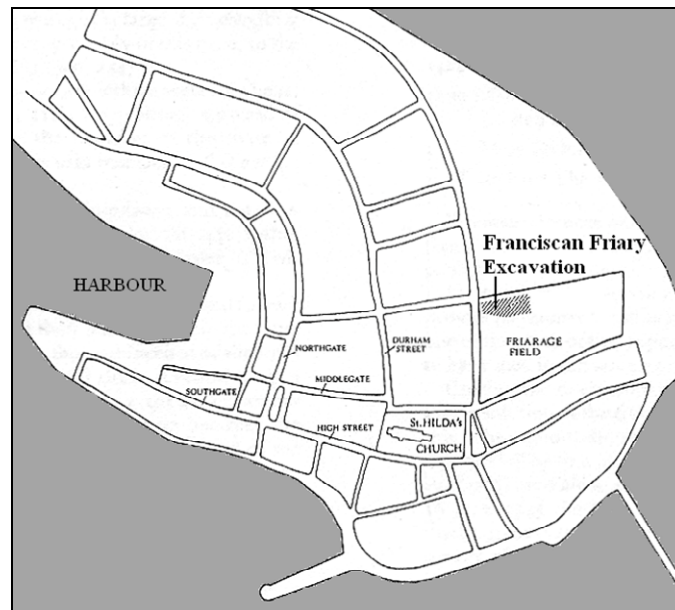 Franciscan Friary
Excavation
HARBOUR
FRIARAGE
FIELD
NORTHGATE
DURHAM
STREET
MIDDLEGATE
SOUTHGATE
HIGH STREET
St. HILDA's
CHURCH